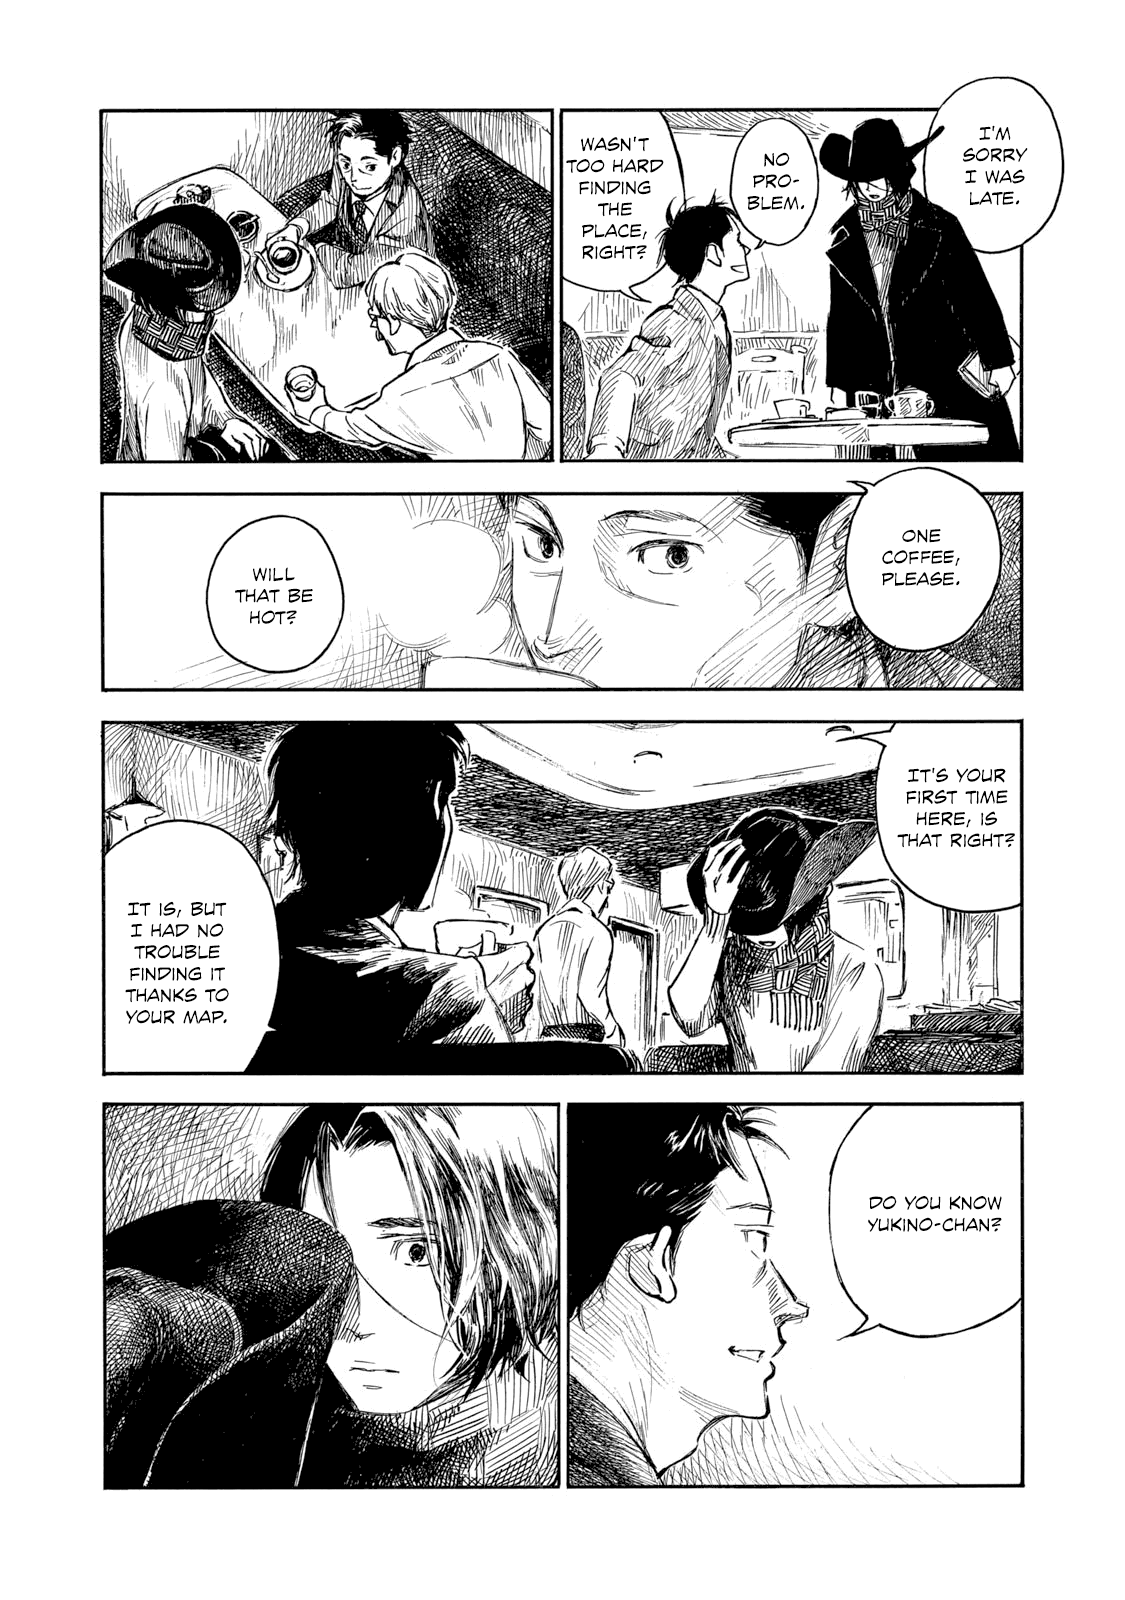 I'M
SORRY
I WAS
LATE.
NO
PRO-
BLEM.
WASN'T
TOO HARD
FINDING
THE
PLACE,
RIGHT?
ONE
COFFEE,
PLEASE.
WILL
THAT BE
HOT?
IT'S YOUR
FIRST TIME
HERE, IS
THAT RIGHT?
IT IS, BUT
I HAD NO
TROUBLE
FINDING IT
THANKS TO
YOUR MAP.
DO YOU KNOW
YUKINO-CHAN?